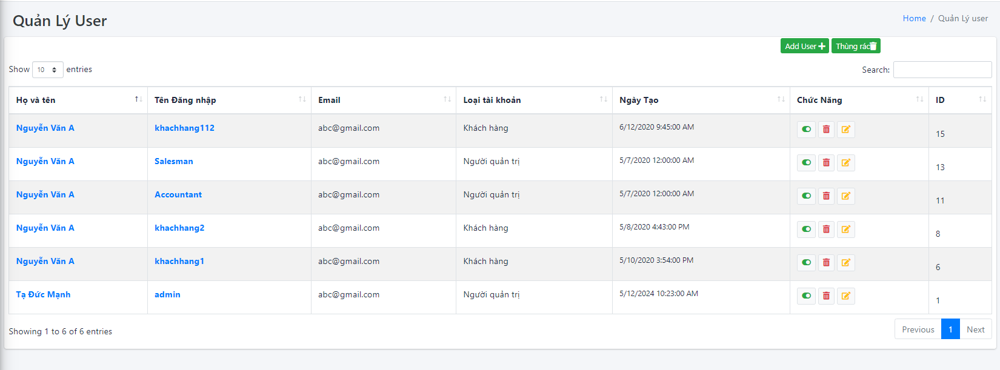 Quản Lý User
Home / Quản Lý user
Add User Thùng rác
Show 10 entries
Search:
Họ và tên Tên Đăng nhập Email Loại tài khoản Ngày Tạo Chức Năng ID
Nguyễn Văn A khachhang112 abc@gmail.com Khách hàng 6/12/2020 9:45:00 AM 15
Nguyễn Văn A Salesman abc@gmail.com Người quản trị 5/7/2020 12:00:00 AM 13
Nguyễn Văn A Accountant abc@gmail.com Người quản trị 5/7/2020 12:00:00 AM 11
Nguyễn Văn A khachhang2 abc@gmail.com Khách hàng 5/8/2020 4:43:00 PM 8
Nguyễn Văn A khachhang1 abc@gmail.com Khách hàng 5/10/2020 3:54:00 PM 6
Tạ Đức Mạnh admin abc@gmail.com Người quản trị 5/12/2024 10:23:00 AM 1
Showing 1 to 6 of 6 entries
Previous 1 Next